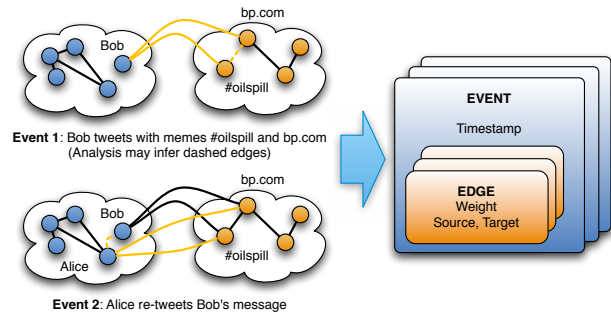 bp.com
Bob
#oilspill
Event 1: Bob tweets with memes #oilspill and bp.com
(Analysis may infer dashed edges)
bp.com
Bob
#oilspill
Alice
Event 2: Alice re-tweets Bob's message
EVENT
Timestamp
EDGE
Weight
Source, Target